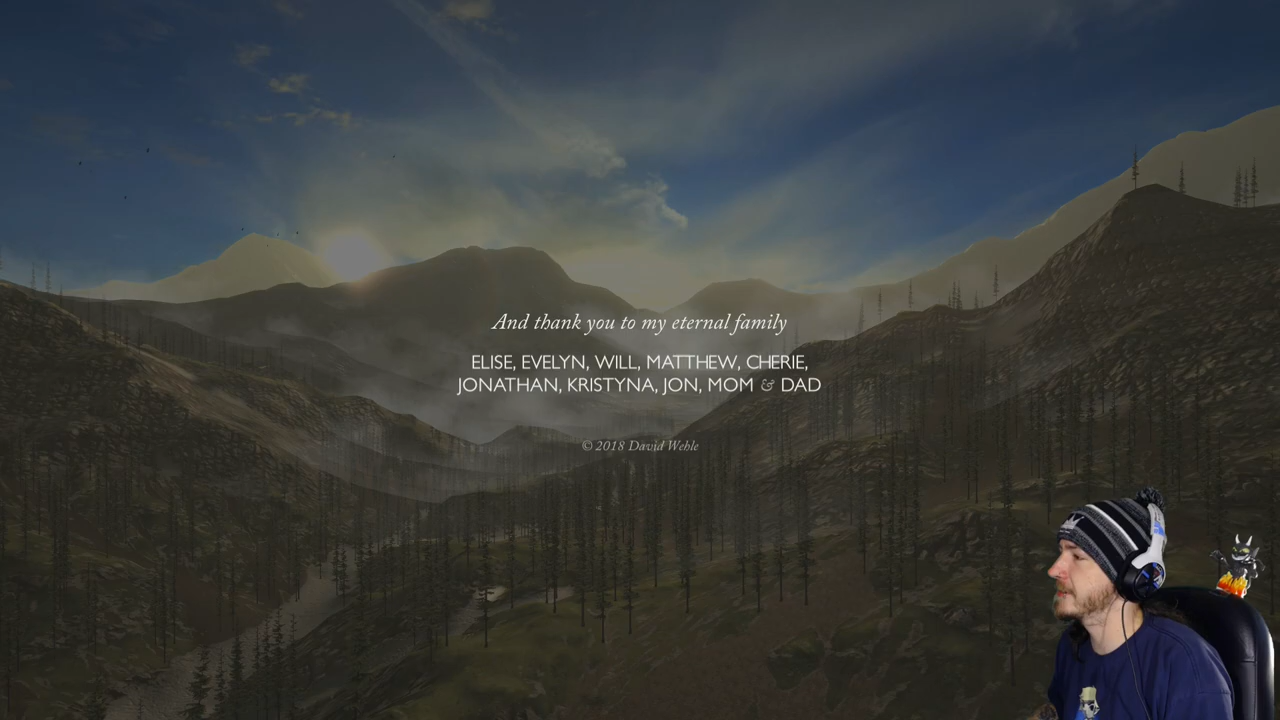 And thank you to my eternal family
ELISE, EVELYN, WILL, MATTHEW, CHERIE,
JONATHAN, KRISTYNA, JON, MOM & DAD
© 2018 David Wehle